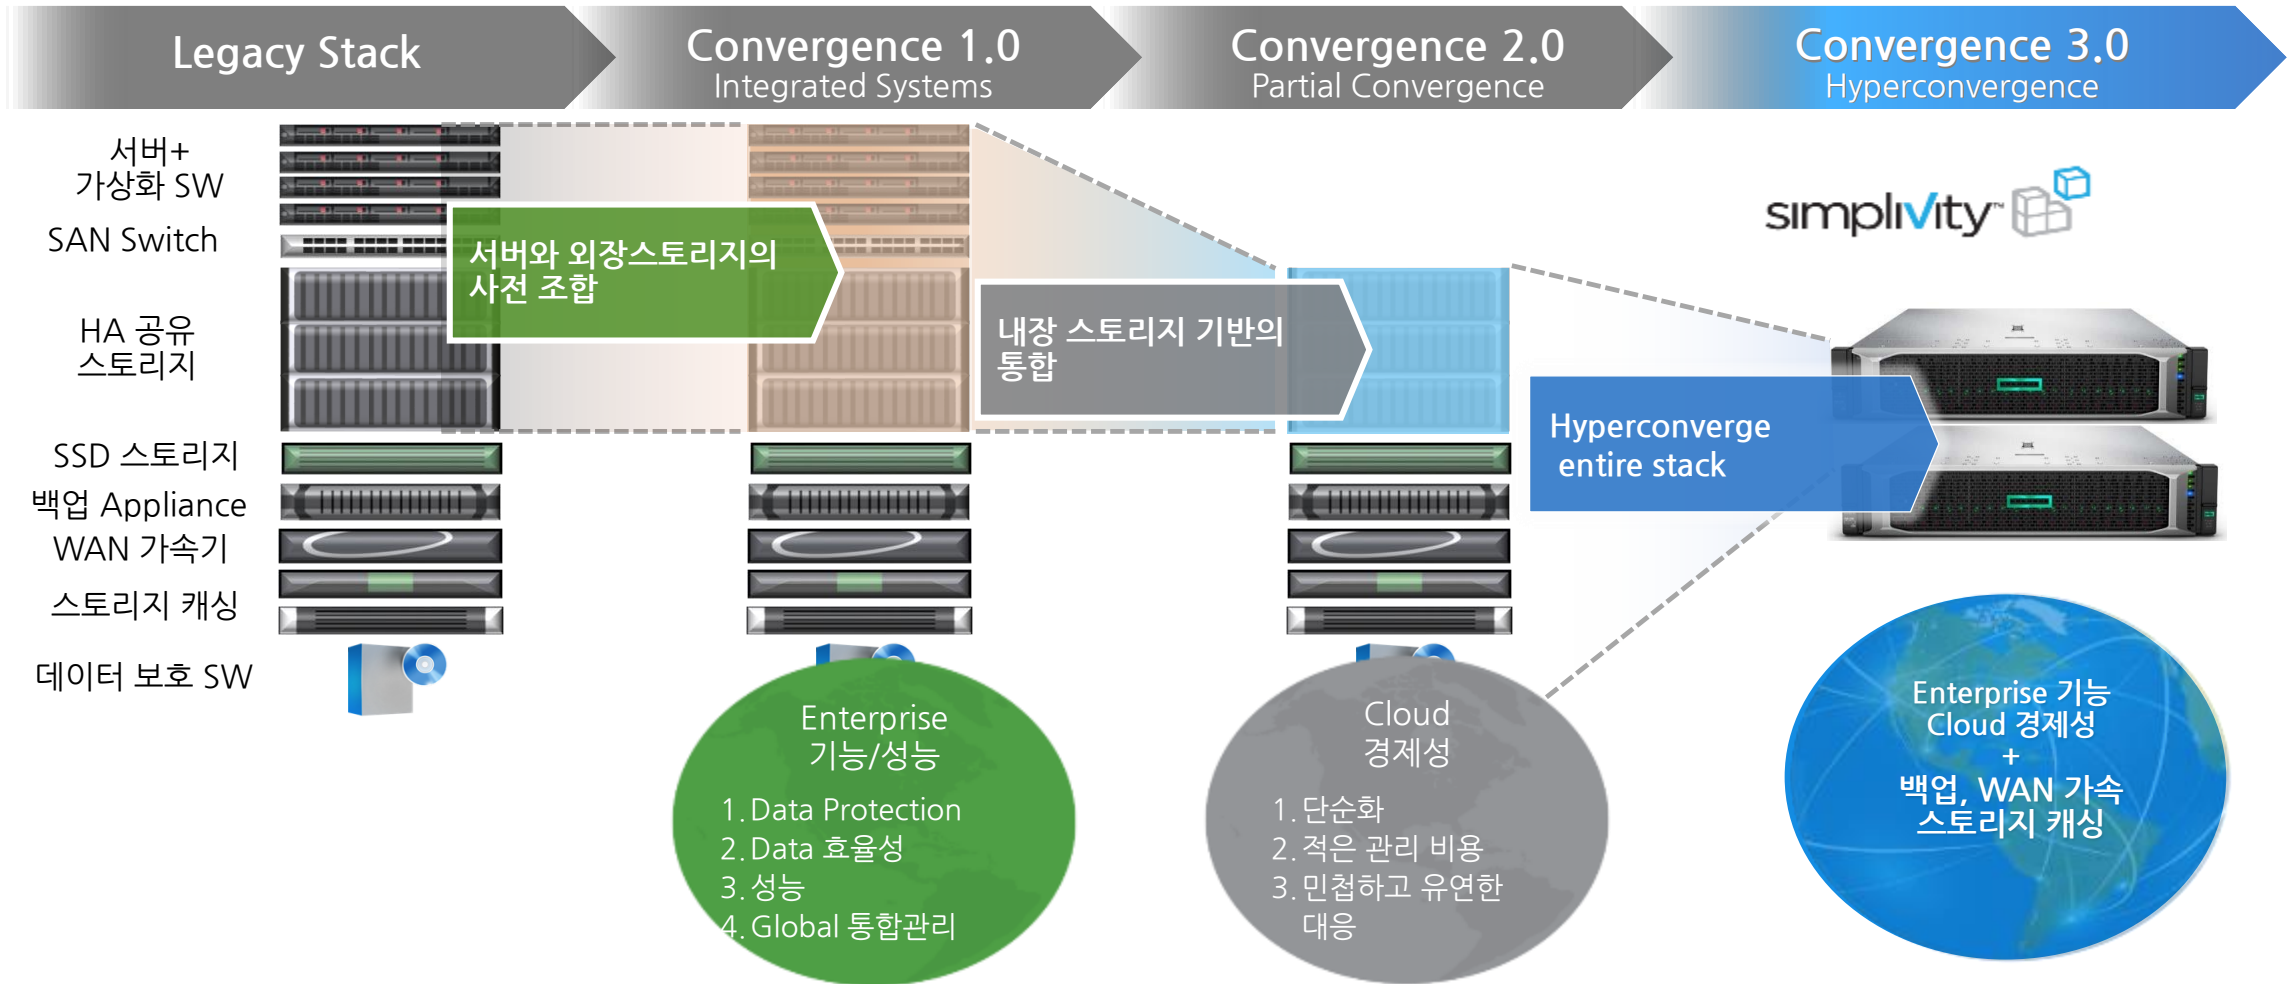 Legacy Stack
Convergence 1.0
Integrated Systems
Convergence 2.0
Partial Convergence
Convergence 3.0
Hyperconvergence
서버+
가상화 SW
SAN Switch
HA 공유
스토리지
SSD 스토리지
백업 Appliance
WAN 가속기
스토리지 캐싱
데이터 보호 SW
서버와 외장스토리지의
사전 조합
내장 스토리지 기반의
통합
Hyperconverge
entire stack
simplivity™
Enterprise
기능/성능
1. Data Protection
2. Data 효율성
3. 성능
4. Global 통합관리
Cloud
경제성
1. 단순화
2. 적은 관리 비용
3. 민첩하고 유연한
대응
Enterprise 기능
Cloud 경제성
+
백업, WAN 가속
스토리지 캐싱